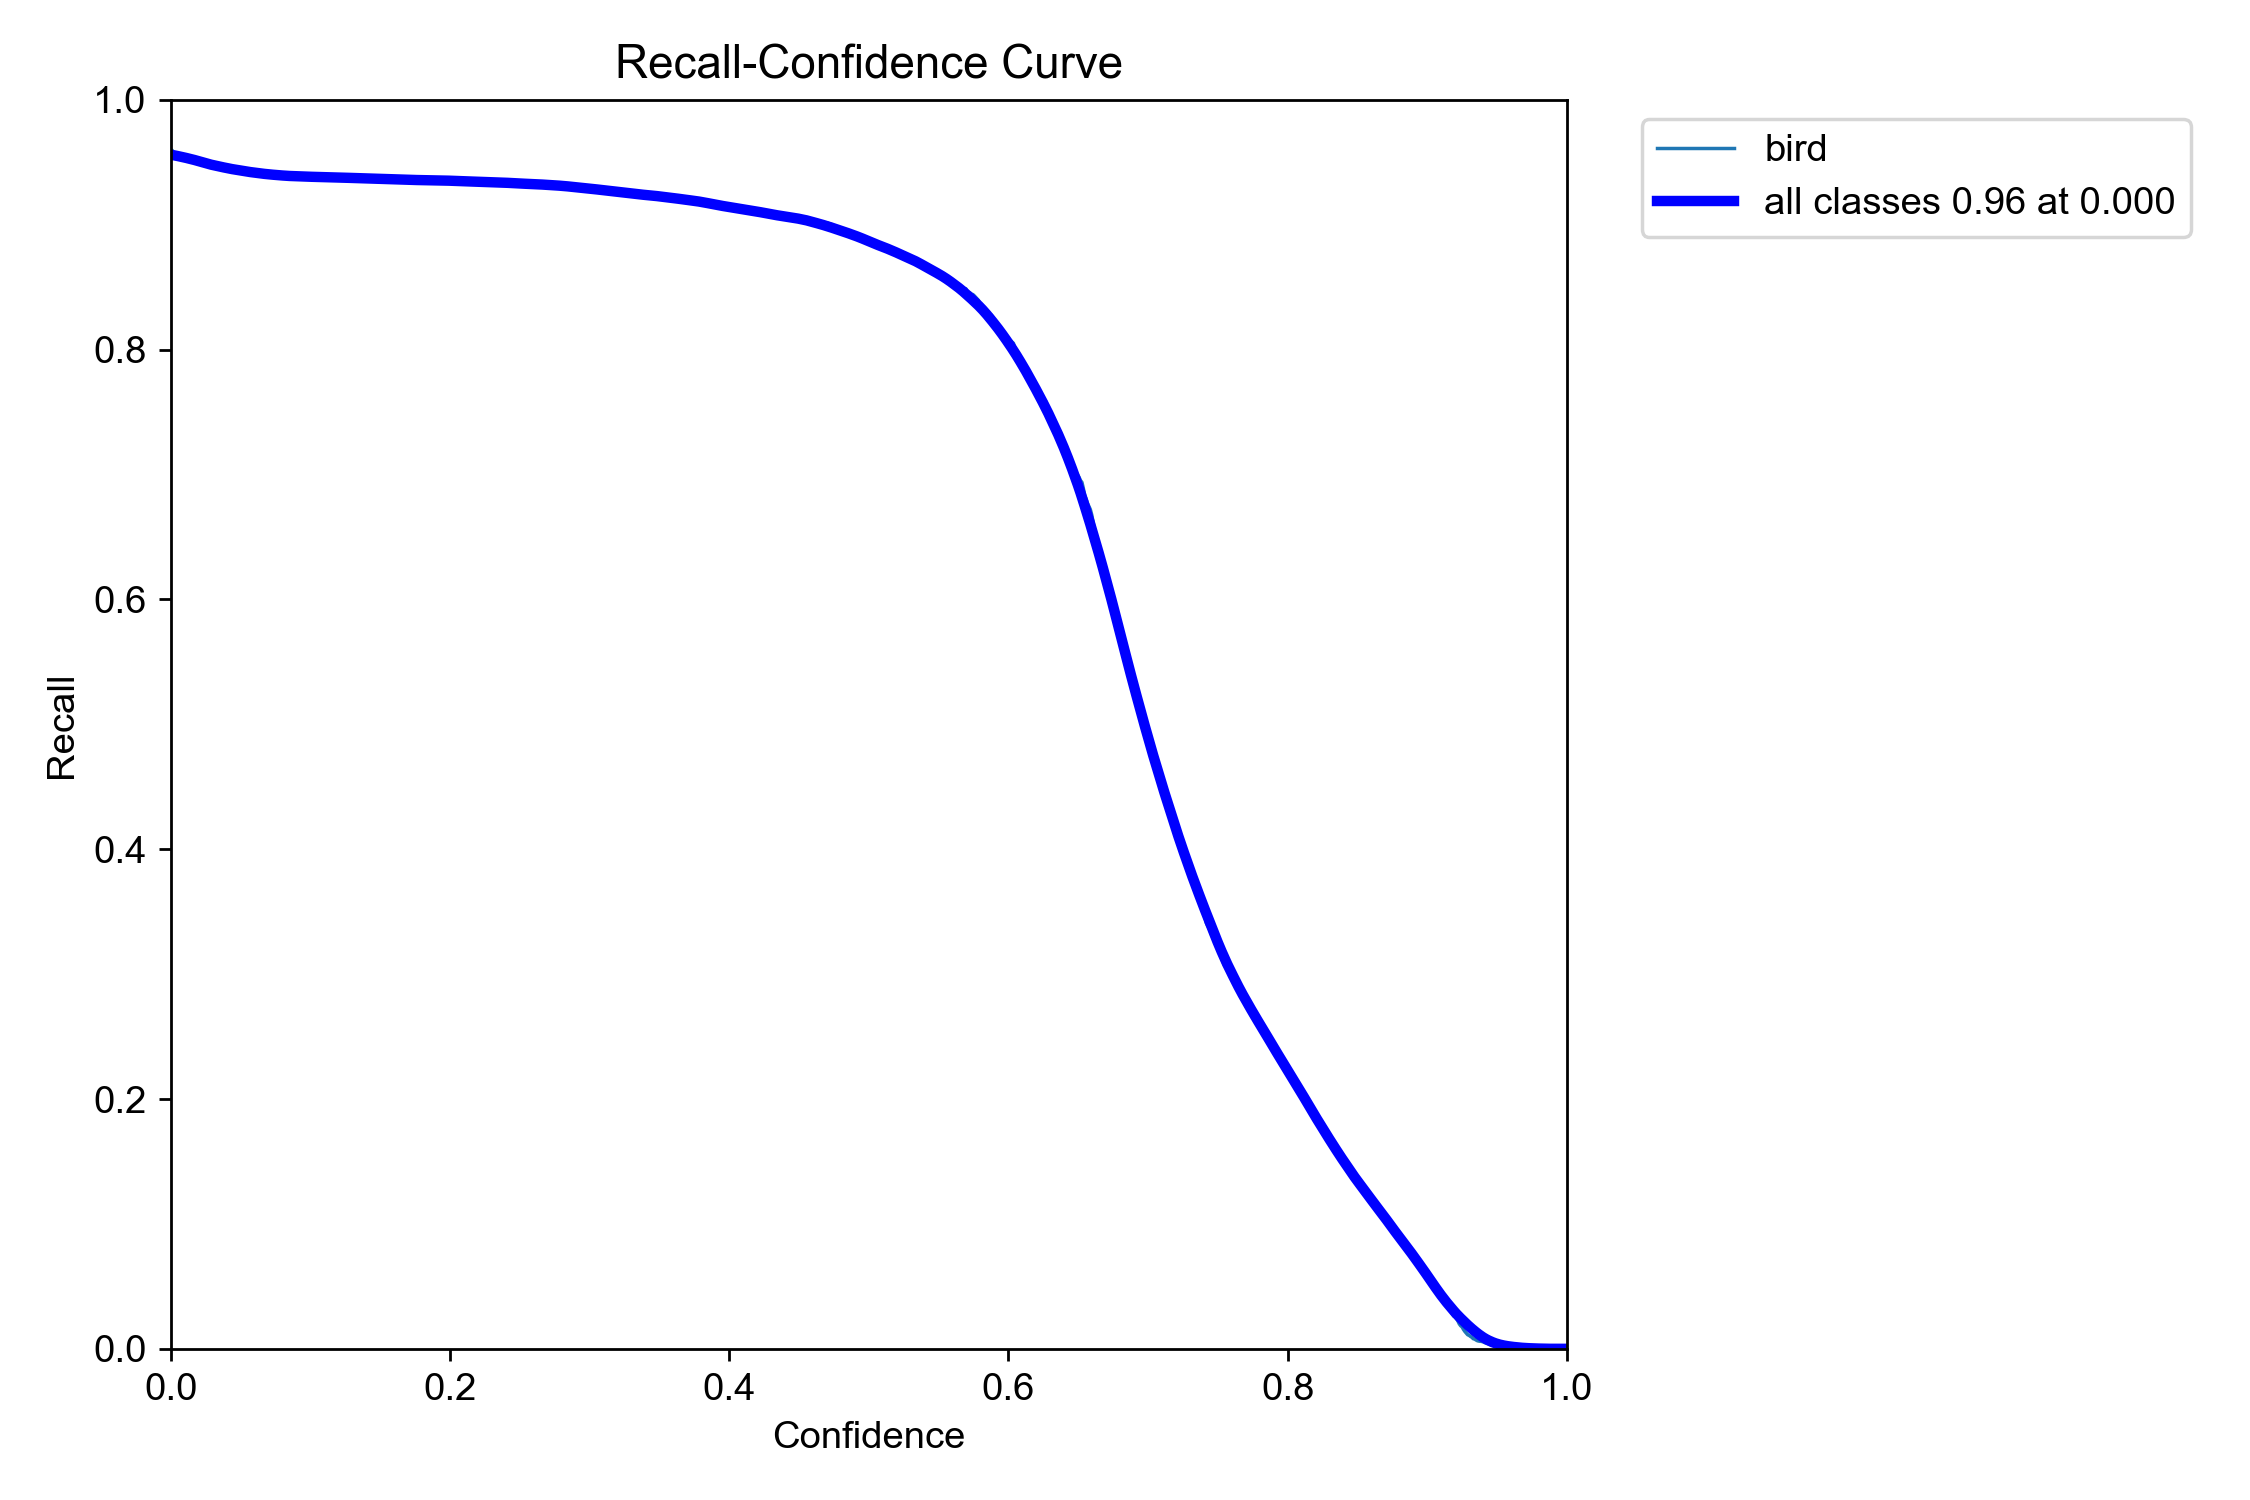 Recall-Confidence Curve
bird
all classes 0.96 at 0.000
1.0
0.8
0.6
0.4
0.2
0.0
Recall
0.0 0.2 0.4 0.6 0.8 1.0
Confidence